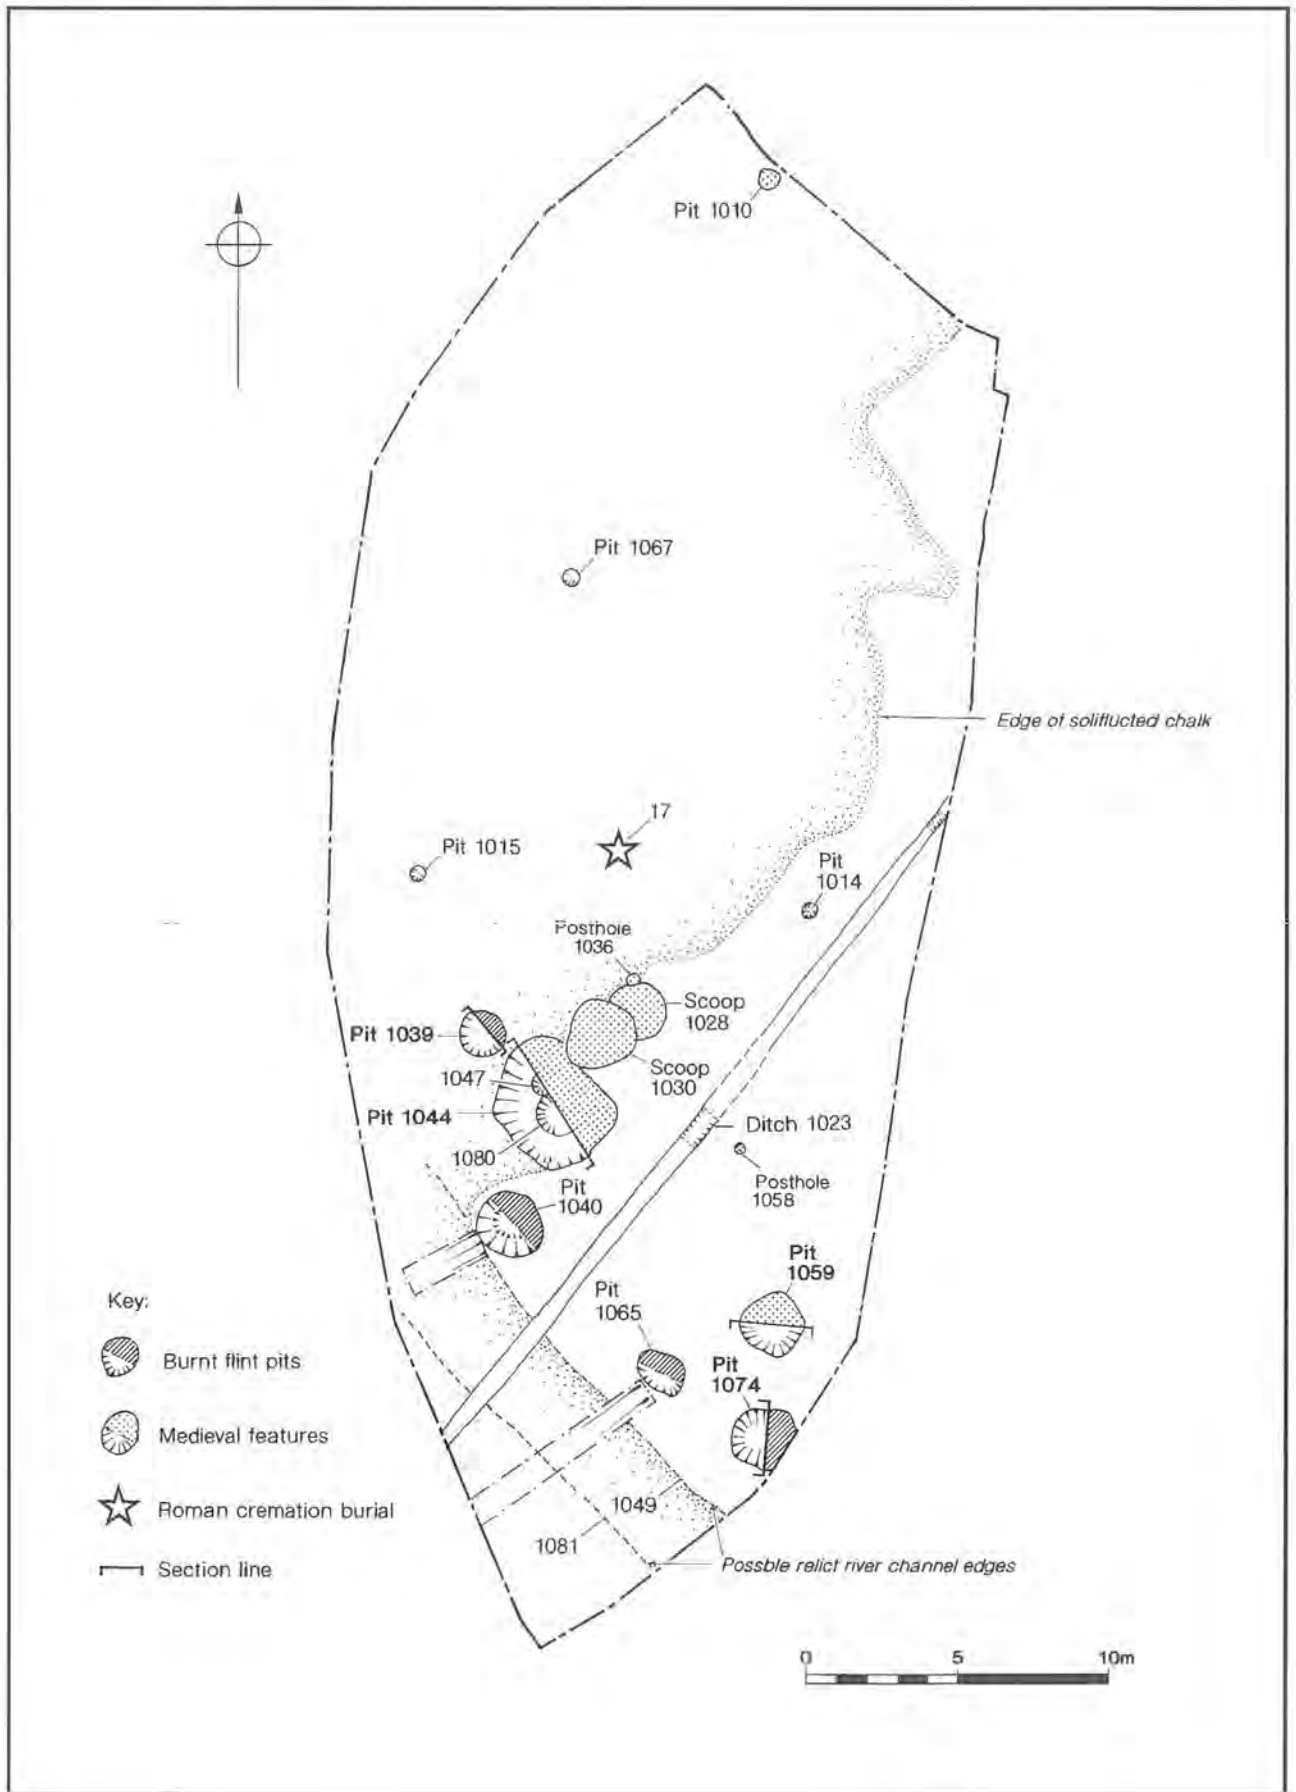 Pit 1010
Pit 1067
Edge of soliflucted chalk
17
Pit 1015
Pit
1014
Posthole
1036
Scoop
1028
Pit 1039
Scoop
1030
1047
Pit 1044
Ditch 1023
1080
Posthole
1058
Pit
1040
Pit
1059
Key:
Pit
1065
Burnt flint pits
Pit
1074
Medieval features
1049
Roman cremation burial
1081
Section line
Possble relict river channel edges
0 5 10m